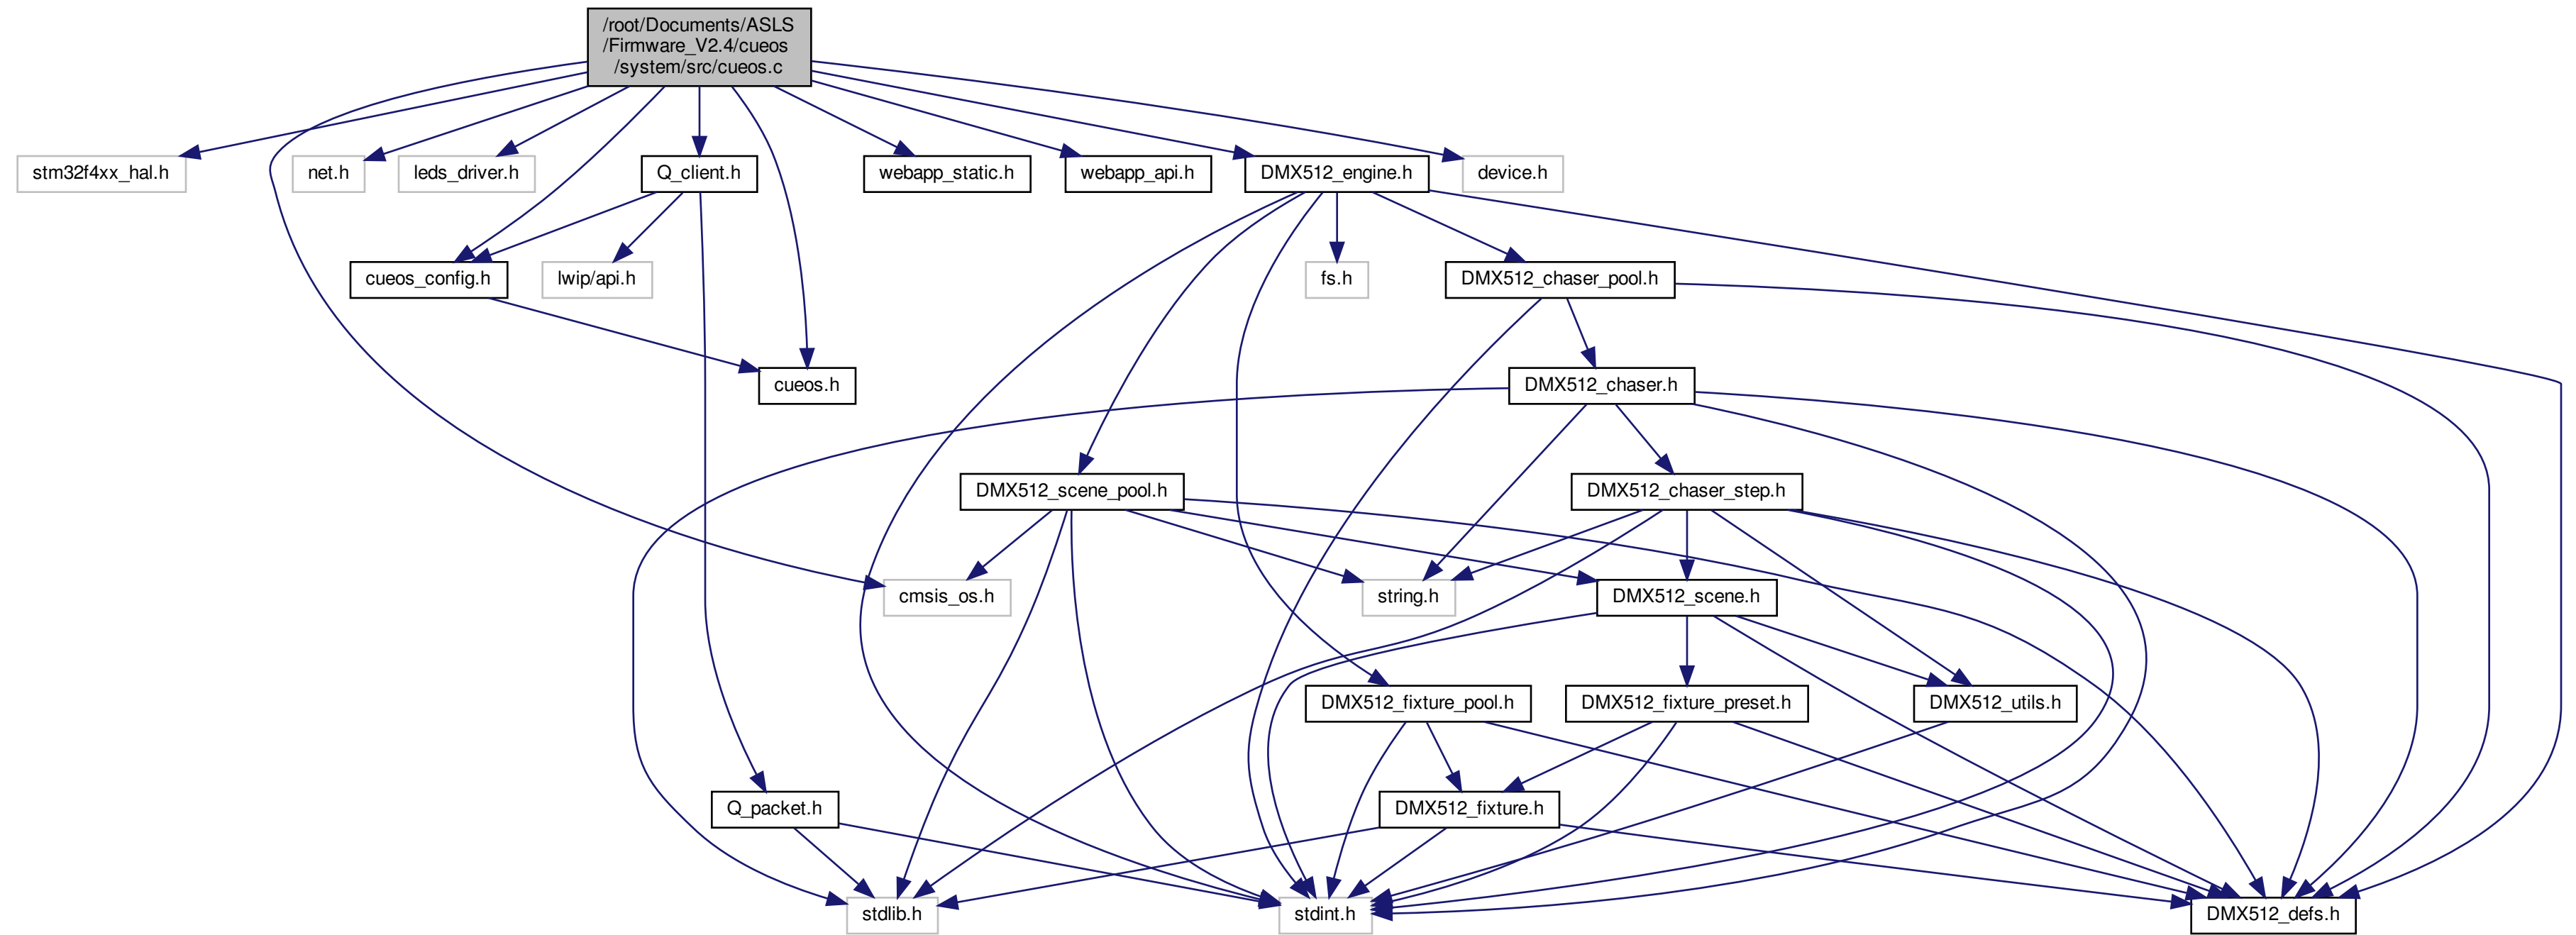 /root/Documents/ASLS
/Firmware_V2.4/cueos
/system/src/cueos.c
stm32f4xx_hal.h
net.h
leds_driver.h
Q_client.h
webapp_static.h
webapp_api.h
DMX512_engine.h
device.h
cueos_config.h
lwip/api.h
fs.h
DMX512_chaser_pool.h
cueos.h
DMX512_chaser.h
DMX512_scene_pool.h
DMX512_chaser_step.h
cmsis_os.h
string.h
DMX512_scene.h
DMX512_fixture_pool.h
DMX512_fixture_preset.h
DMX512_utils.h
Q_packet.h
DMX512_fixture.h
stdlib.h
stdint.h
DMX512_defs.h